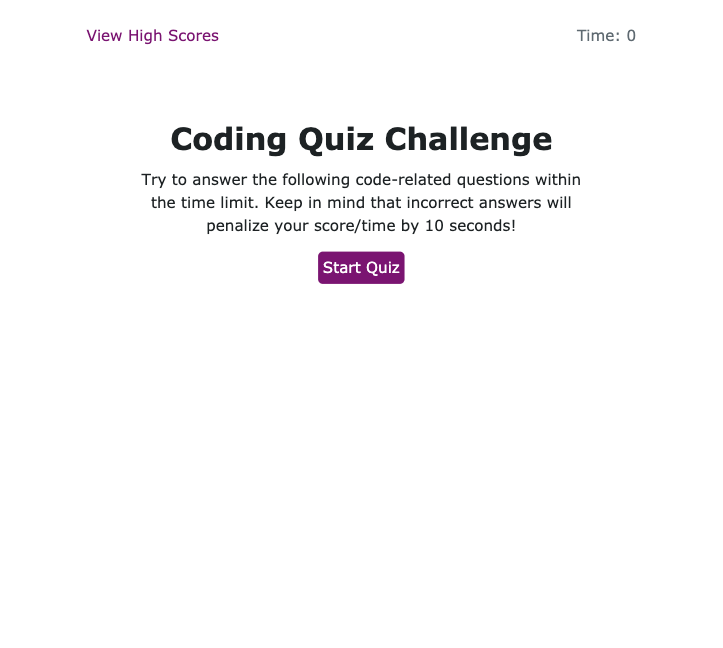 View High Scores
Time: 0
Coding Quiz Challenge
Try to answer the following code-related questions within
the time limit. Keep in mind that incorrect answers will
penalize your score/time by 10 seconds!
Start Quiz